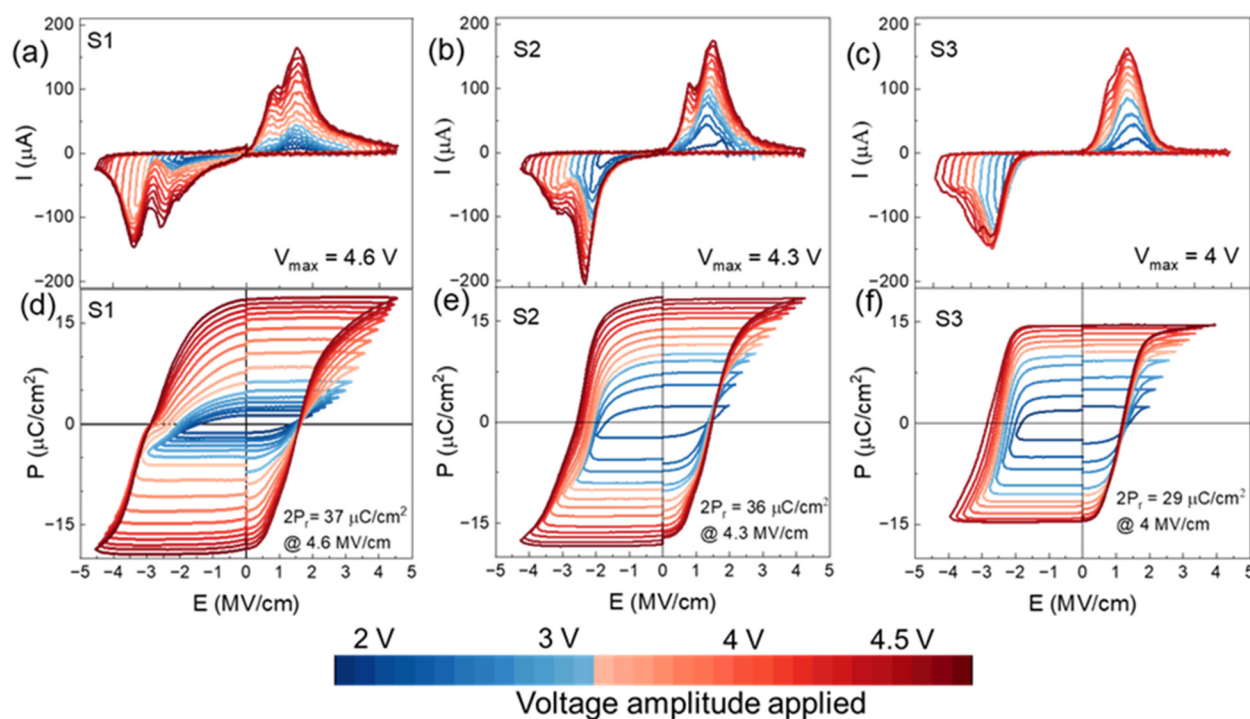 (a) S1
(b) S2
(c) S3
200
100
0
−100
−200
I (μA)
V_max = 4.6 V
200
100
0
−100
−200
I (μA)
V_max = 4.3 V
200
100
0
−100
−200
I (μA)
V_max = 4 V
(d) S1
(e) S2
(f) S3
15
0
−15
P (μC/cm²)
2P_r = 37 μC/cm²
@ 4.6 MV/cm
15
0
−15
P (μC/cm²)
2P_r = 36 μC/cm²
@ 4.3 MV/cm
15
0
−15
P (μC/cm²)
2P_r = 29 μC/cm²
@ 4 MV/cm
−5 −4 −3 −2 −1 0 1 2 3 4 5
−5 −4 −3 −2 −1 0 1 2 3 4 5
−5 −4 −3 −2 −1 0 1 2 3 4 5
E (MV/cm)
E (MV/cm)
E (MV/cm)
2 V 3 V 4 V 4.5 V
Voltage amplitude applied